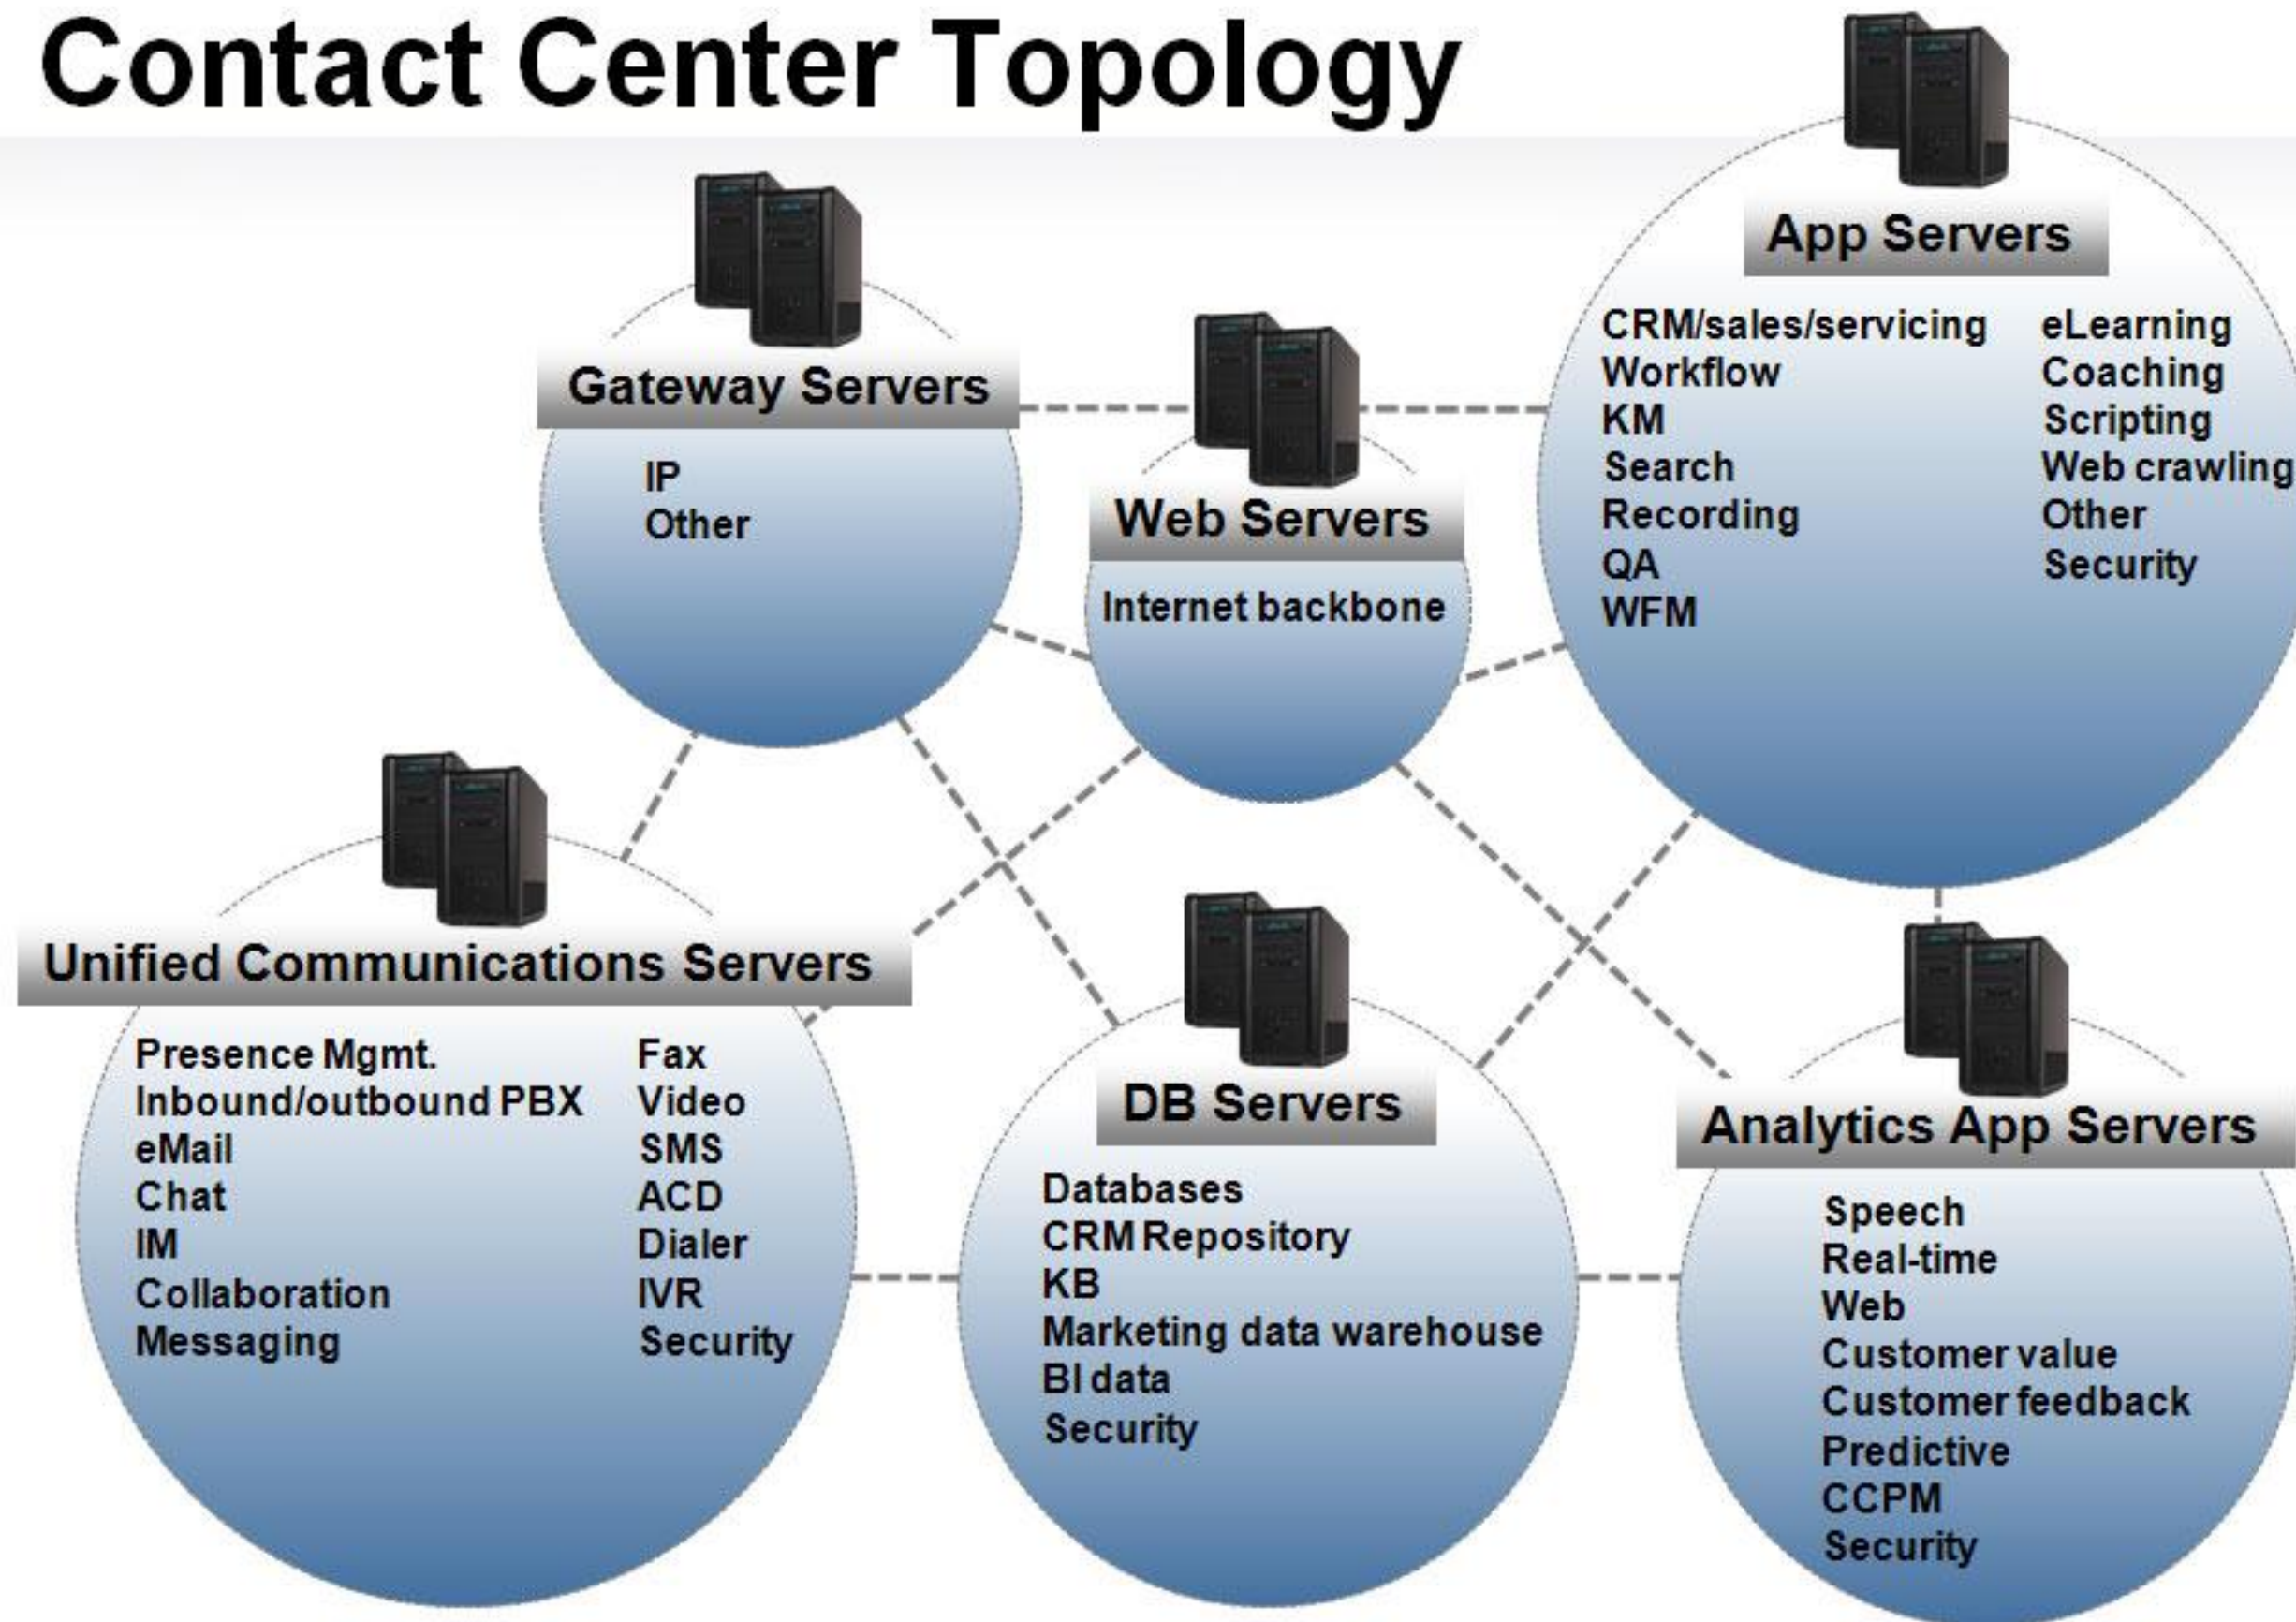 Contact Center Topology
Gateway Servers
IP
Other
Web Servers
Internet backbone
App Servers
CRM/sales/servicing
Workflow
KM
Search
Recording
QA
WFM
eLearning
Coaching
Scripting
Web crawling
Other
Security
Unified Communications Servers
Presence Mgmt.
Inbound/outbound PBX
eMail
Chat
IM
Collaboration
Messaging
Fax
Video
SMS
ACD
Dialer
IVR
Security
DB Servers
Databases
CRM Repository
KB
Marketing data warehouse
BI data
Security
Analytics App Servers
Speech
Real-time
Web
Customer value
Customer feedback
Predictive
CCPM
Security